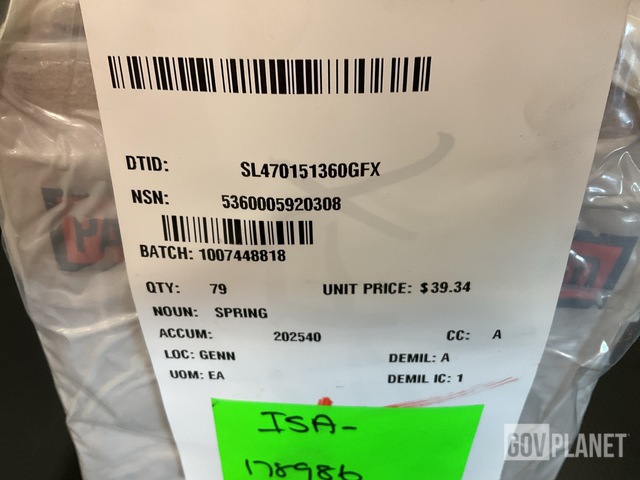 DTID: SL470151360GFX
NSN: 5360005920308
BATCH: 1007448818
QTY: 79 UNIT PRICE: $39.34
NOUN: SPRING
ACCUM: 202540 CC: A
LOC: GENN DEMIL: A
UOM: EA DEMIL IC: 1
ISA-
178986
GOVPLANET